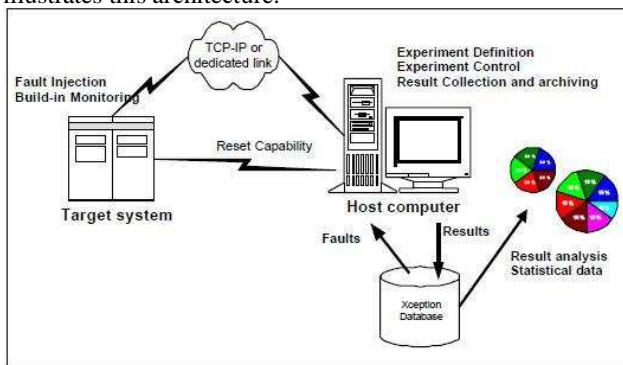 illustrates this architecture.
TCP-IP or
dedicated link
Experiment Definition
Experiment Control
Result Collection and archiving
Fault Injection
Build-in Monitoring
Reset Capability
Target system
Host computer
Faults
Results
Result analysis
Statistical data
Xception
Database